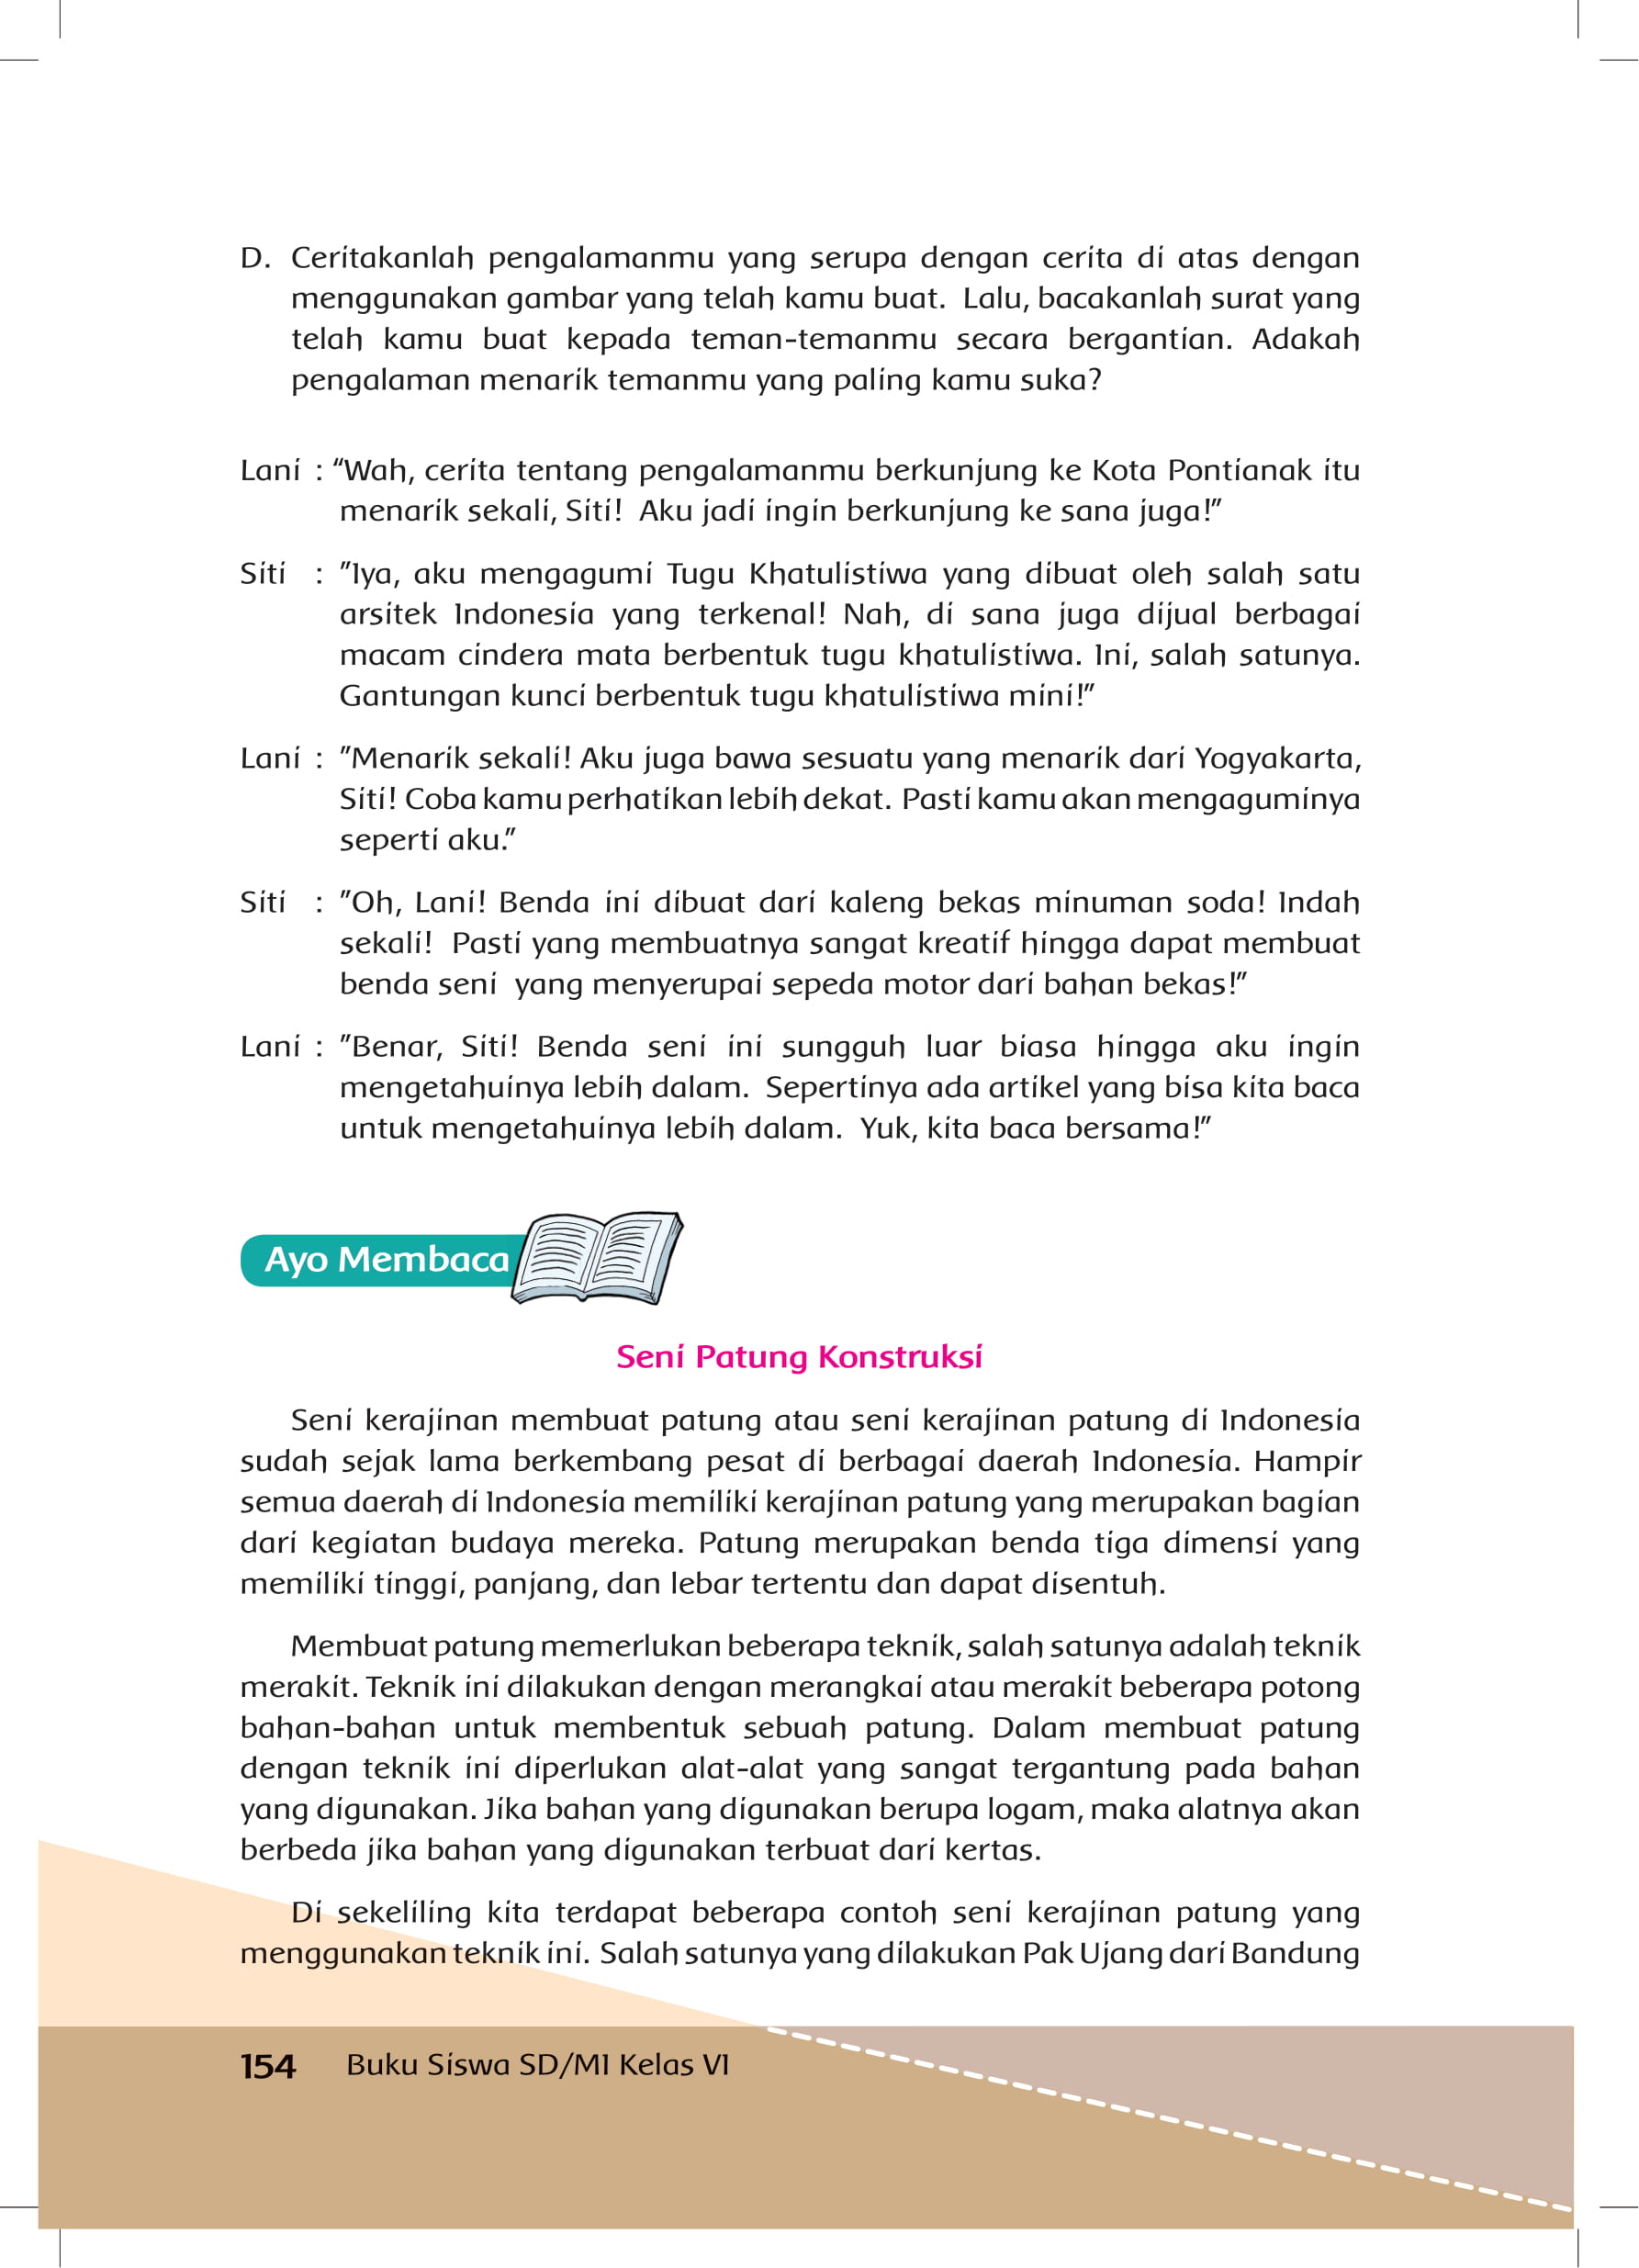 D. Ceritakanlah pengalamanmu yang serupa dengan cerita di atas dengan
menggunakan gambar yang telah kamu buat. Lalu, bacakanlah surat yang
telah kamu buat kepada teman-temanmu secara bergantian. Adakah
pengalaman menarik temanmu yang paling kamu suka?
Lani : “Wah, cerita tentang pengalamanmu berkunjung ke Kota Pontianak itu
menarik sekali, Siti! Aku jadi ingin berkunjung ke sana juga!”
Siti : ”Iya, aku mengagumi Tugu Khatulistiwa yang dibuat oleh salah satu
arsitek Indonesia yang terkenal! Nah, di sana juga dijual berbagai
macam cindera mata berbentuk tugu khatulistiwa. Ini, salah satunya.
Gantungan kunci berbentuk tugu khatulistiwa mini!”
Lani : ”Menarik sekali! Aku juga bawa sesuatu yang menarik dari Yogyakarta,
Siti! Coba kamu perhatikan lebih dekat. Pasti kamu akan mengaguminya
seperti aku.”
Siti : ”Oh, Lani! Benda ini dibuat dari kaleng bekas minuman soda! Indah
sekali! Pasti yang membuatnya sangat kreatif hingga dapat membuat
benda seni yang menyerupai sepeda motor dari bahan bekas!”
Lani : ”Benar, Siti! Benda seni ini sungguh luar biasa hingga aku ingin
mengetahuinya lebih dalam. Sepertinya ada artikel yang bisa kita baca
untuk mengetahuinya lebih dalam. Yuk, kita baca bersama!”
Ayo Membaca
Seni Patung Konstruksi
Seni kerajinan membuat patung atau seni kerajinan patung di Indonesia
sudah sejak lama berkembang pesat di berbagai daerah Indonesia. Hampir
semua daerah di Indonesia memiliki kerajinan patung yang merupakan bagian
dari kegiatan budaya mereka. Patung merupakan benda tiga dimensi yang
memiliki tinggi, panjang, dan lebar tertentu dan dapat disentuh.
Membuat patung memerlukan beberapa teknik, salah satunya adalah teknik
merakit. Teknik ini dilakukan dengan merangkai atau merakit beberapa potong
bahan-bahan untuk membentuk sebuah patung. Dalam membuat patung
dengan teknik ini diperlukan alat-alat yang sangat tergantung pada bahan
yang digunakan. Jika bahan yang digunakan berupa logam, maka alatnya akan
berbeda jika bahan yang digunakan terbuat dari kertas.
Di sekeliling kita terdapat beberapa contoh seni kerajinan patung yang
menggunakan teknik ini. Salah satunya yang dilakukan Pak Ujang dari Bandung
154 Buku Siswa SD/MI Kelas VI